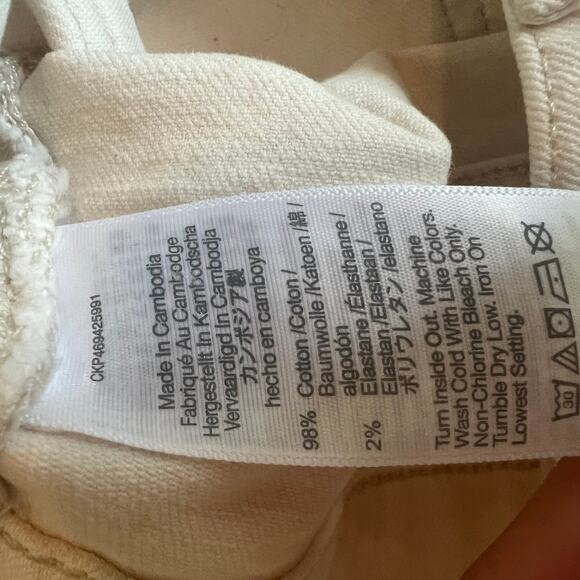 CKP469425991
Made In Cambodia
Fabriqué Au Cambodge
Hergestellt In Kambodscha
Vervaardigd In Cambodja
カンボジア製
hecho en camboya
98% Cotton /Coton /
Baumwolle /Katoen /綿 /
algodón
2% Elastane /Élasthanne /
Elastan /Elastaan /
ポリウレタン /elastano
Turn Inside Out. Machine
Wash Cold With Like Colors.
Non-Chlorine Bleach Only.
Tumble Dry Low. Iron On
Lowest Setting.
30